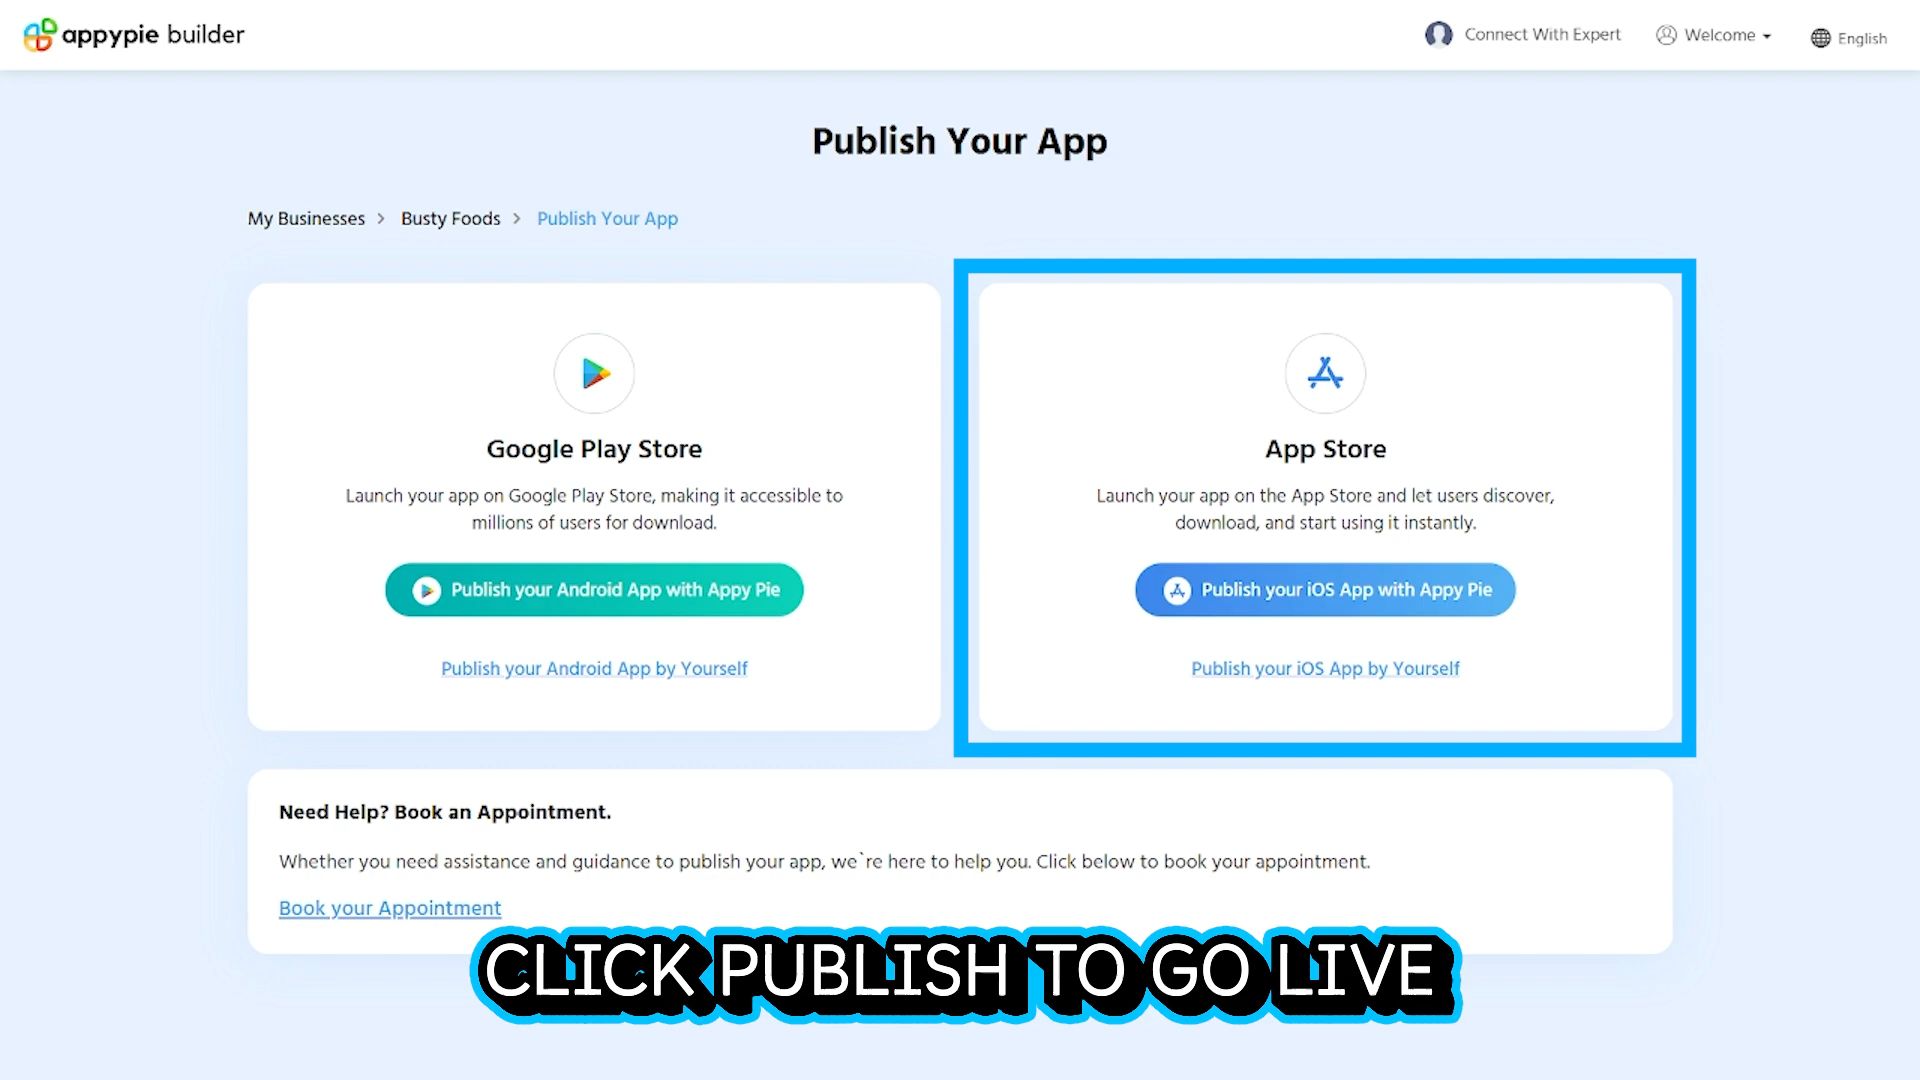 appypie builder
Connect With Expert
Welcome
English
Publish Your App
My Businesses > Busty Foods > Publish Your App
Google Play Store
Launch your app on Google Play Store, making it accessible to
millions of users for download.
Publish your Android App with Appy Pie
Publish your Android App by Yourself
App Store
Launch your app on the App Store and let users discover,
download, and start using it instantly.
Publish your iOS App with Appy Pie
Publish your iOS App by Yourself
Need Help? Book an Appointment.
Whether you need assistance and guidance to publish your app, we`re here to help you. Click below to book your appointment.
Book your Appointment
CLICK PUBLISH TO GO LIVE